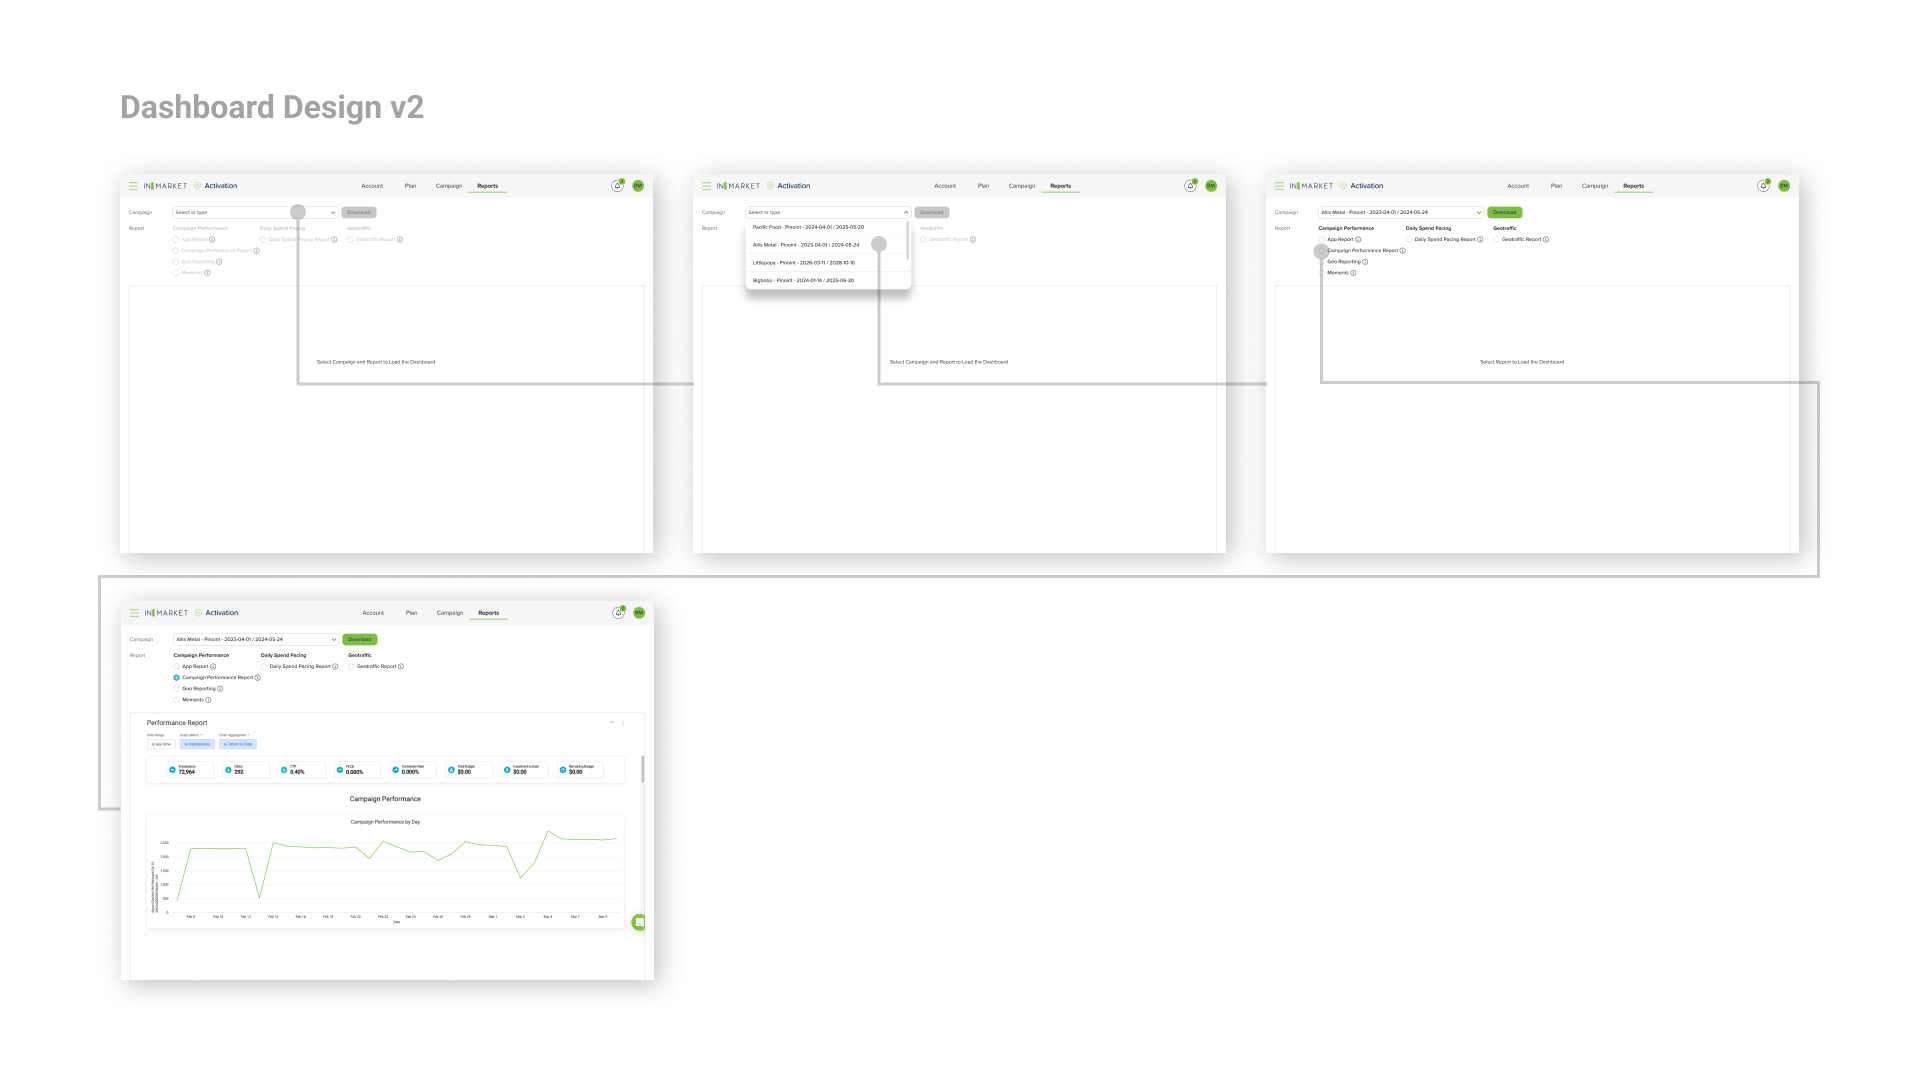 Dashboard Design v2
INMARKET Activation Account Plan Campaign Reports BM
Campaign Select or type Download
Report Campaign Performance Daily Spend Pacing Geotraffic
App Report Daily Spend Pacing Report Geotraffic Report
Campaign Performance Report
Geo Reporting
Moments
Select Campaign and Report to Load the Dashboard
INMARKET Activation Account Plan Campaign Reports BM
Campaign Select or type Download
Report Geotraffic
Pacific Food - Pinoint - 2024-04-01 / 2025-05-20
Geotraffic Report
Allis Metal - Pinoint - 2023-04-01 / 2024-05-24
Littlepapa - Pinoint - 2026-03-11 / 2028-10-10
Bigbobo - Pinoint - 2024-01-14 / 2025-06-20
Select Campaign and Report to Load the Dashboard
INMARKET Activation Account Plan Campaign Reports BM
Campaign Allis Metal - Pinoint - 2023-04-01 / 2024-05-24 Download
Report Campaign Performance Daily Spend Pacing Geotraffic
App Report Daily Spend Pacing Report Geotraffic Report
Campaign Performance Report
Geo Reporting
Moments
Select Report to Load the Dashboard
INMARKET Activation Account Plan Campaign Reports BM
Campaign Allis Metal - Pinoint - 2023-04-01 / 2024-05-24 Download
Report Campaign Performance Daily Spend Pacing Geotraffic
App Report Daily Spend Pacing Report Geotraffic Report
Campaign Performance Report
Geo Reporting
Moments
Performance Report
Date Range Graph Metric * Chart Aggregation *
is any time is Impressions is Totals to Date
Impressions Clicks CTR Conversion Rate Total Budget Investment to Date Remaining Budget
72,964 292 0.40% 0.000% 0.000% $0.00 $0.00 $0.00
Campaign Performance
Campaign Performance by Day
2,500
2,000
1,500
1,000
500
0
Feb 8 Feb 10 Feb 12 Feb 14 Feb 16 Feb 18 Feb 20 Feb 22 Feb 24 Feb 26 Feb 28 Mar 1 Mar 3 Mar 5 Mar 7 Mar 9
Date